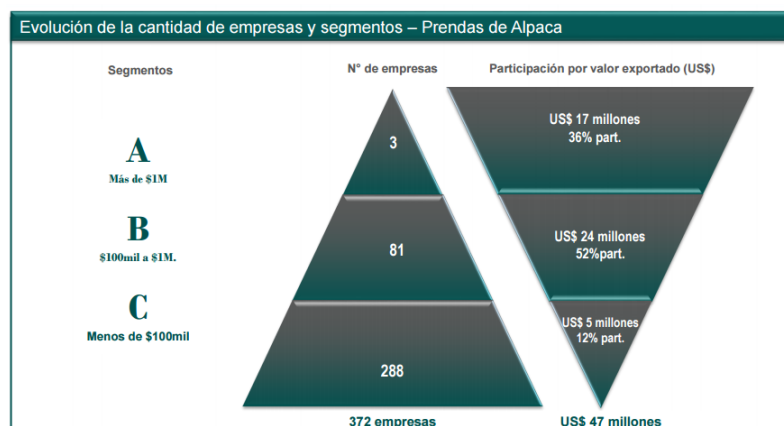 Evolución de la cantidad de empresas y segmentos – Prendas de Alpaca
Segmentos
N° de empresas
Participación por valor exportado (US$)
A
Más de $1M
3
US$ 17 millones
36% part.
B
$100mil a $1M.
81
US$ 24 millones
52%part.
C
Menos de $100mil
288
US$ 5 millones
12% part.
372 empresas
US$ 47 millones